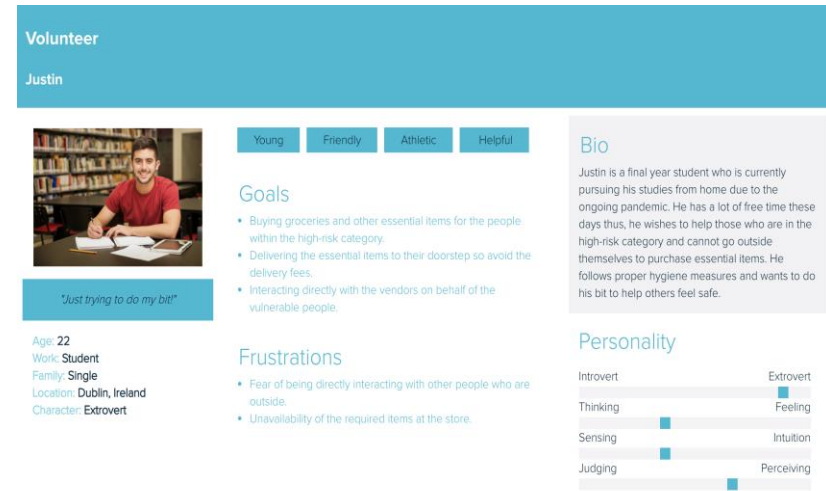 Volunteer
Justin
"Just trying to do my bit!"
Age: 22
Work: Student
Family: Single
Location: Dublin, Ireland
Character: Extrovert
Young
Friendly
Athletic
Helpful
Goals
• Buying groceries and other essential items for the people
within the high-risk category.
• Delivering the essential items to their doorstep so avoid the
delivery fees.
• Interacting directly with the vendors on behalf of the
vulnerable people.
Frustrations
• Fear of being directly interacting with other people who are
outside.
• Unavailability of the required items at the store.
Bio
Justin is a final year student who is currently
pursuing his studies from home due to the
ongoing pandemic. He has a lot of free time these
days thus, he wishes to help those who are in the
high-risk category and cannot go outside
themselves to purchase essential items. He
follows proper hygiene measures and wants to do
his bit to help others feel safe.
Personality
Introvert Extrovert
Thinking Feeling
Sensing Intuition
Judging Perceiving